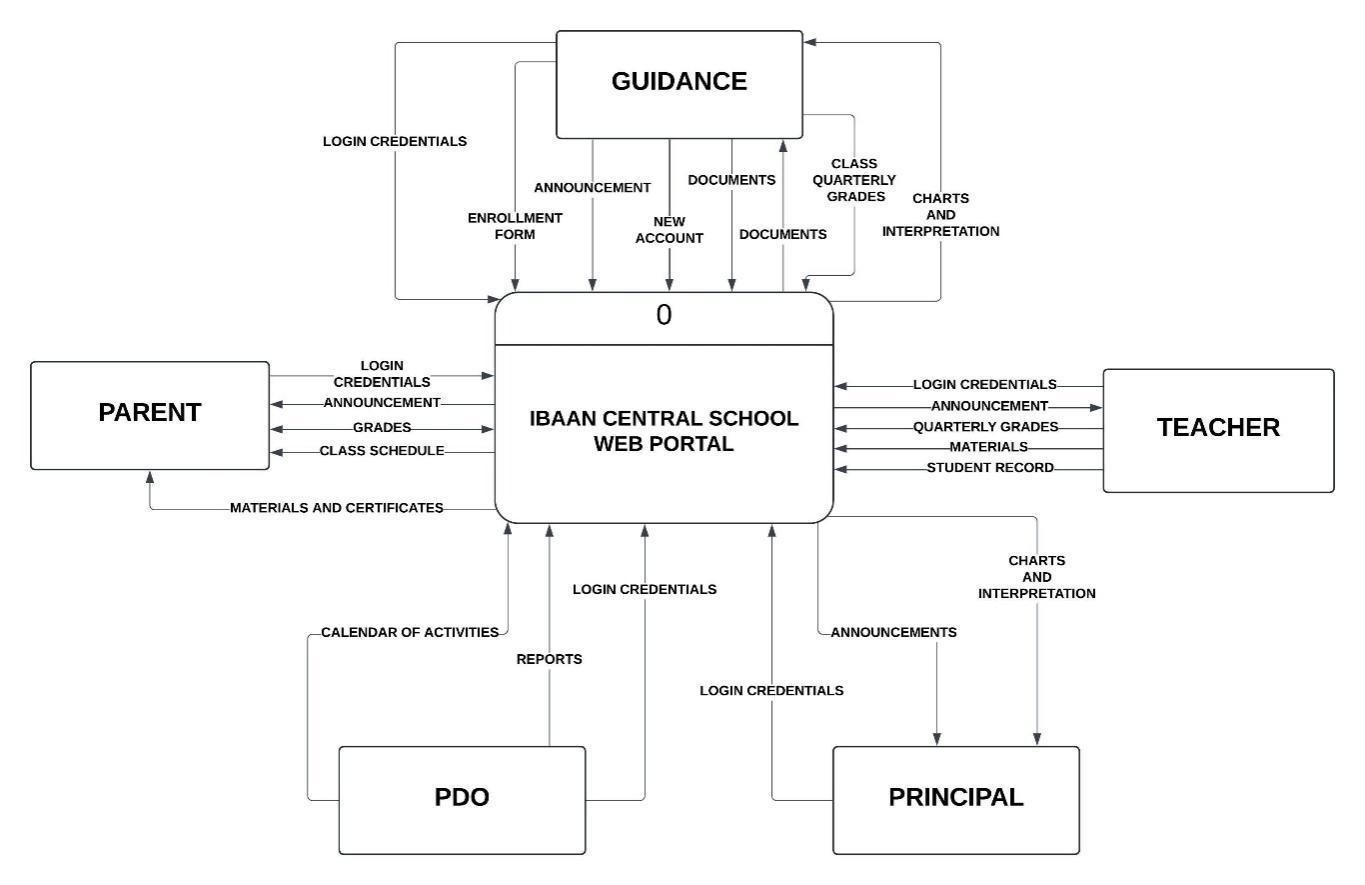 GUIDANCE
LOGIN CREDENTIALS
ENROLLMENT
FORM
ANNOUNCEMENT
NEW
ACCOUNT
DOCUMENTS
DOCUMENTS
CLASS
QUARTERLY
GRADES
CHARTS
AND
INTERPRETATION
0
IBAAN CENTRAL SCHOOL
WEB PORTAL
PARENT
LOGIN
CREDENTIALS
ANNOUNCEMENT
GRADES
CLASS SCHEDULE
MATERIALS AND CERTIFICATES
LOGIN CREDENTIALS
ANNOUNCEMENT
QUARTERLY GRADES
MATERIALS
STUDENT RECORD
TEACHER
CALENDAR OF ACTIVITIES
REPORTS
LOGIN CREDENTIALS
PDO
LOGIN CREDENTIALS
ANNOUNCEMENTS
CHARTS
AND
INTERPRETATION
PRINCIPAL